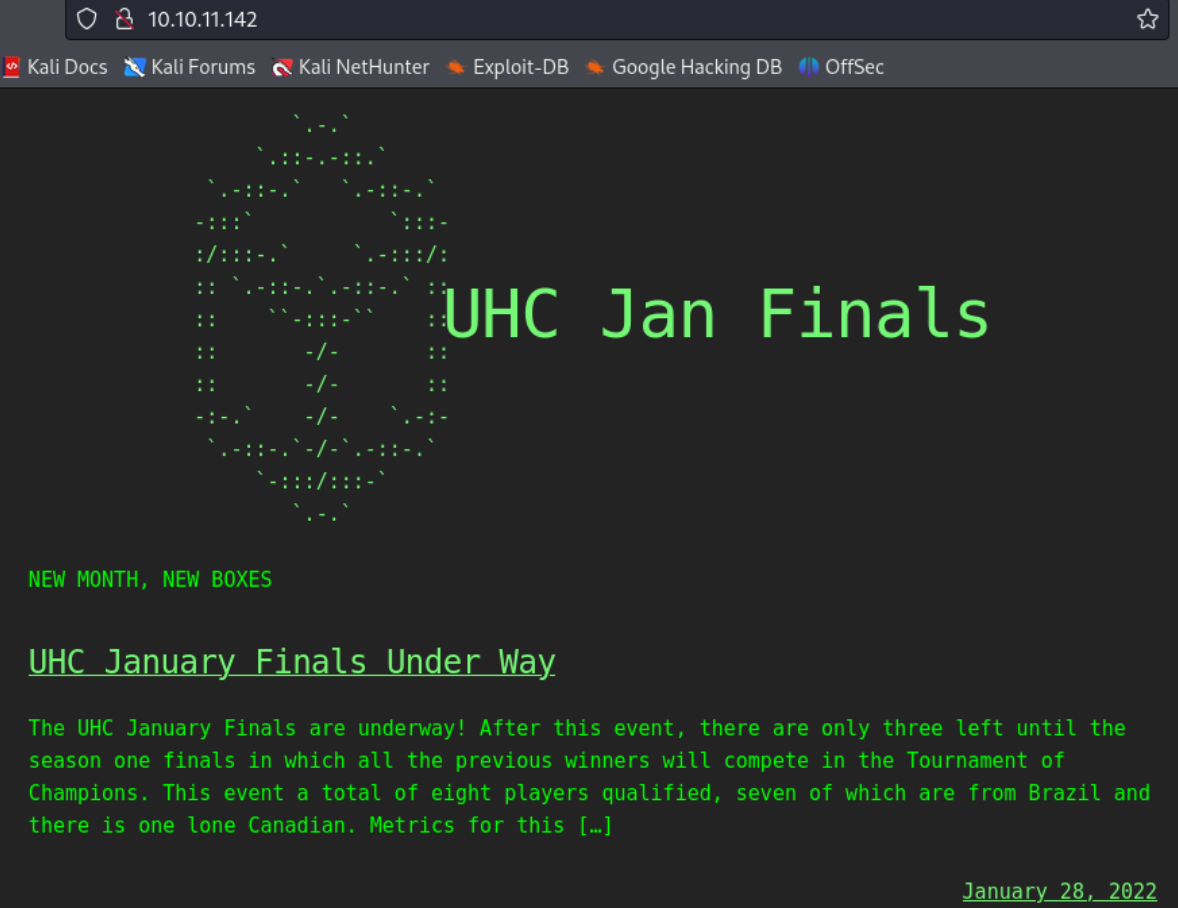 10.10.11.142
Kali Docs Kali Forums Kali NetHunter Exploit-DB Google Hacking DB OffSec
UHC Jan Finals
NEW MONTH, NEW BOXES
UHC January Finals Under Way
The UHC January Finals are underway! After this event, there are only three left until the
season one finals in which all the previous winners will compete in the Tournament of
Champions. This event a total of eight players qualified, seven of which are from Brazil and
there is one lone Canadian. Metrics for this […]
January 28, 2022